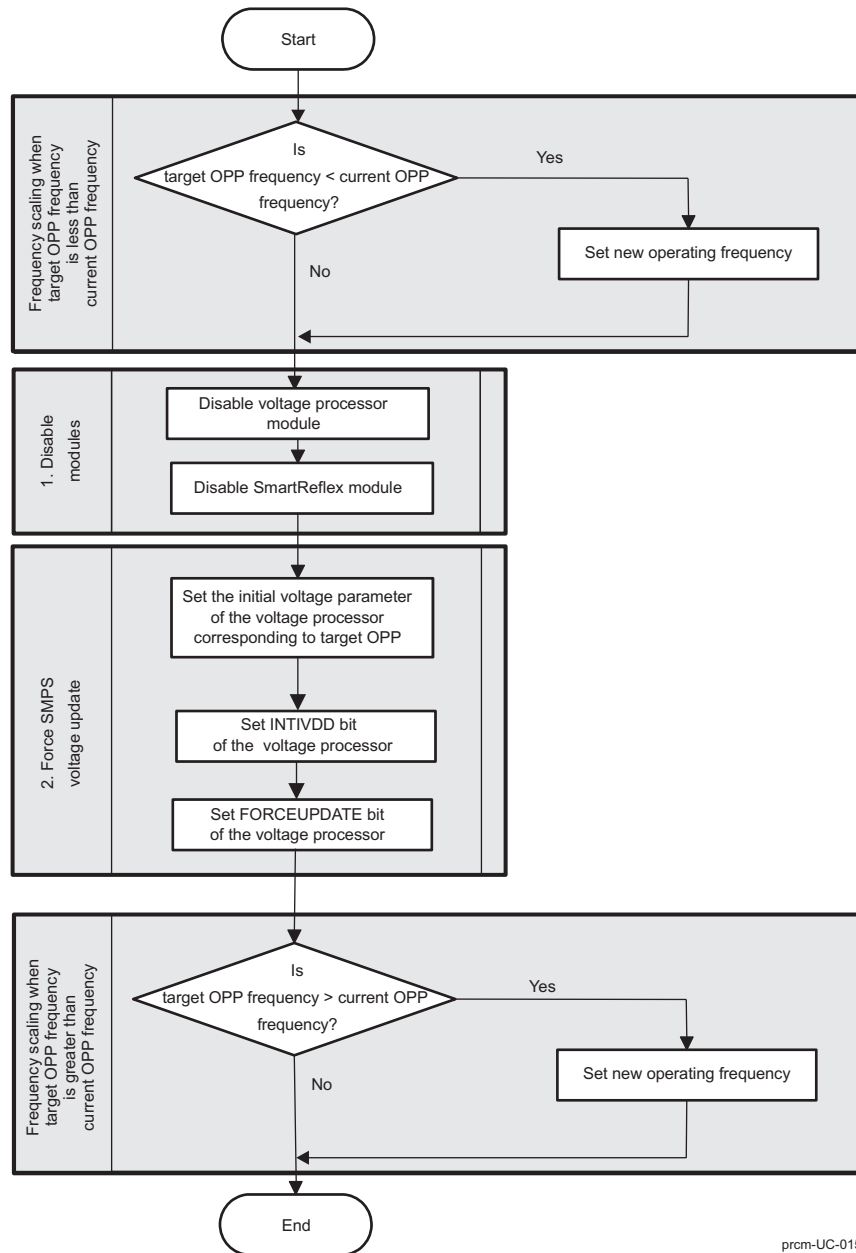 Start
Frequency scaling when
target OPP frequency
is less than
current OPP frequency
Is
target OPP frequency < current OPP
frequency?
Yes
Set new operating frequency
No
1. Disable
modules
Disable voltage processor
module
Disable SmartReflex module
2. Force SMPS
voltage update
Set the initial voltage parameter
of the voltage processor
corresponding to target OPP
Set INTIVDD bit
of the voltage processor
Set FORCEUPDATE bit
of the voltage processor
Frequency scaling when
target OPP frequency
is greater than
current OPP frequency
Is
target OPP frequency > current OPP
frequency?
Yes
Set new operating frequency
No
End
prcm-UC-015